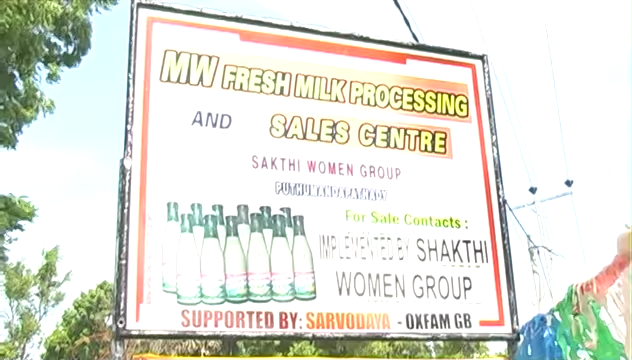 MW FRESH MILK PROCESSING
AND SALES CENTRE
SAKTHI WOMEN GROUP
PUTHUMANDAPATHADY
For Sale Contacts :
IMPLEMENTED BY SHAKTHI
WOMEN GROUP
SUPPORTED BY: SARVODAYA - OXFAM GB